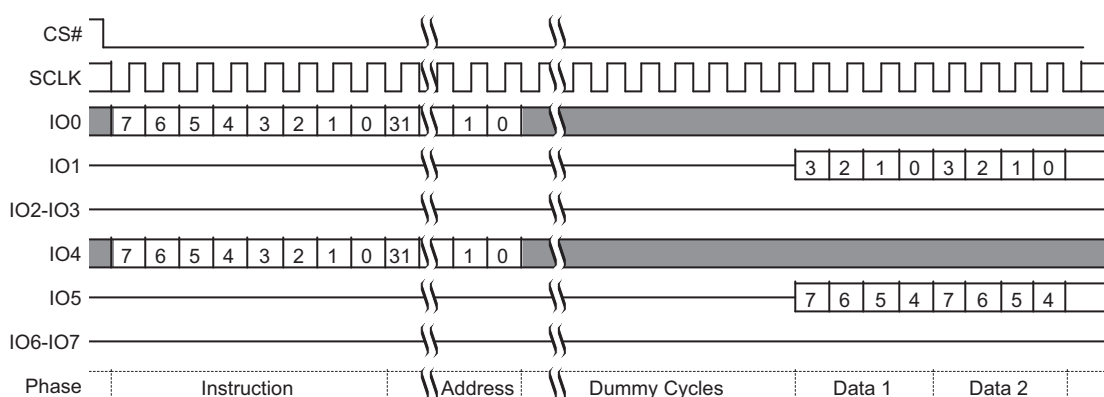 CS#
SCLK
IO0 7 6 5 4 3 2 1 0 31 1 0
IO1 3 2 1 0 3 2 1 0
IO2-IO3
IO4 7 6 5 4 3 2 1 0 31 1 0
IO5 7 6 5 4 7 6 5 4
IO6-IO7
Phase Instruction Address Dummy Cycles Data 1 Data 2